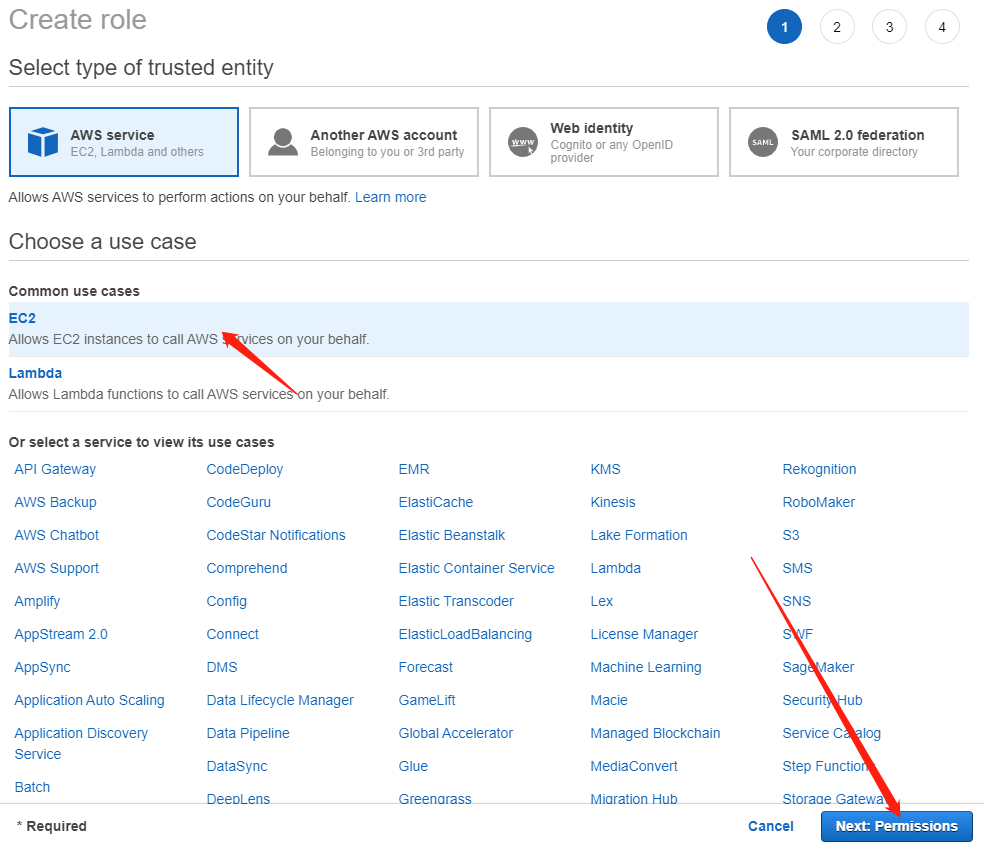 Create role
1 2 3 4
Select type of trusted entity
AWS service
EC2, Lambda and others
Another AWS account
Belonging to you or 3rd party
Web identity
Cognito or any OpenID
provider
SAML
SAML 2.0 federation
Your corporate directory
www
Allows AWS services to perform actions on your behalf. Learn more
Choose a use case
Common use cases
EC2
Allows EC2 instances to call AWS services on your behalf.
Lambda
Allows Lambda functions to call AWS services on your behalf.
Or select a service to view its use cases
API Gateway CodeDeploy EMR KMS Rekognition
AWS Backup CodeGuru ElastiCache Kinesis RoboMaker
AWS Chatbot CodeStar Notifications Elastic Beanstalk Lake Formation S3
AWS Support Comprehend Elastic Container Service Lambda SMS
Amplify Config Elastic Transcoder Lex SNS
AppStream 2.0 Connect ElasticLoadBalancing License Manager SWF
AppSync DMS Forecast Machine Learning SageMaker
Application Auto Scaling Data Lifecycle Manager GameLift Macie Security Hub
Application Discovery Data Pipeline Global Accelerator Managed Blockchain Service Catalog
Service
DataSync Glue MediaConvert Step Functions
Batch
DeepLens Greengrass Migration Hub Storage Gateway
* Required
Cancel
Next: Permissions